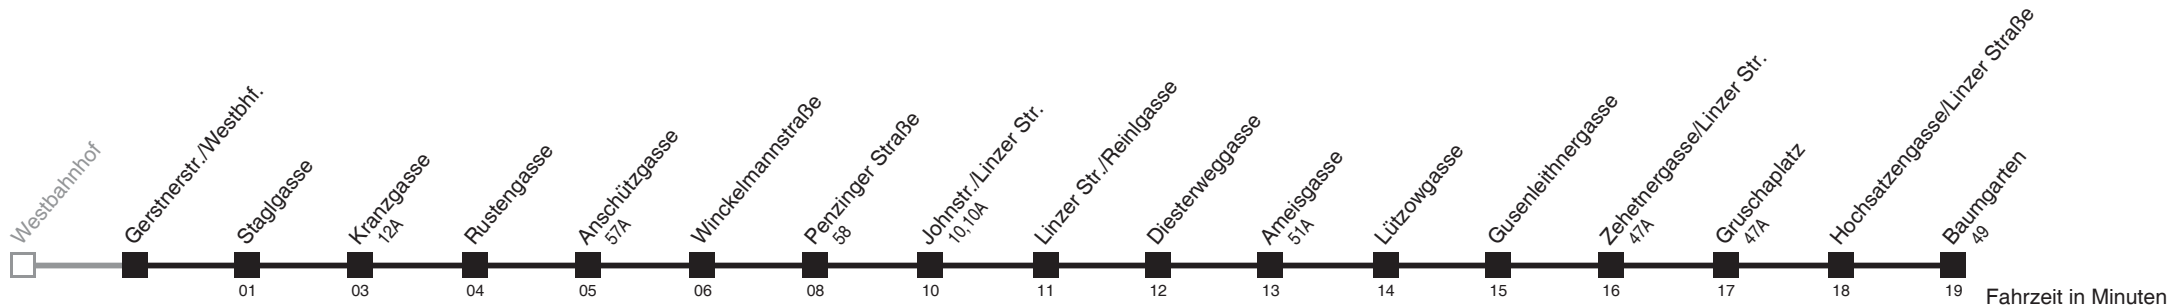 Westbahnhof
Gerstnerstr./Westbhf.
Staglgasse
Kranzgasse
12A
Rustengasse
Anschützgasse
57A
Winckelmannstraße
Penzinger Straße
58
Johnstr./Linzer Str.
10,10A
Linzer Str./Reinlgasse
Diesterweggasse
Ameisgasse
51A
Lützowgasse
Gusenleithnergasse
Zehetnergasse/Linzer Str.
47A
Gruschaplatz
47A
Hochsatzengasse/Linzer Straße
Baumgarten
49
01 03 04 05 06 08 10 11 12 13 14 15 16 17 18 19 Fahrzeit in Minuten